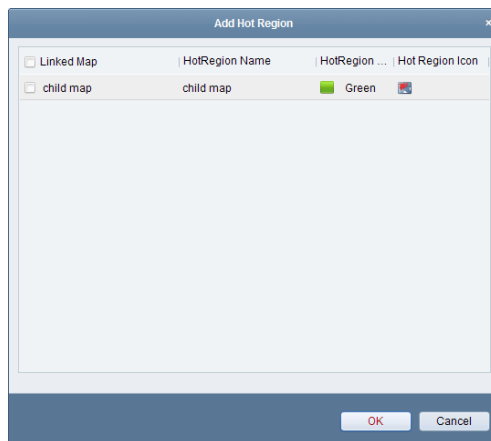 Add Hot Region
Linked Map HotRegion Name HotRegion ... Hot Region Icon
child map child map Green
OK Cancel